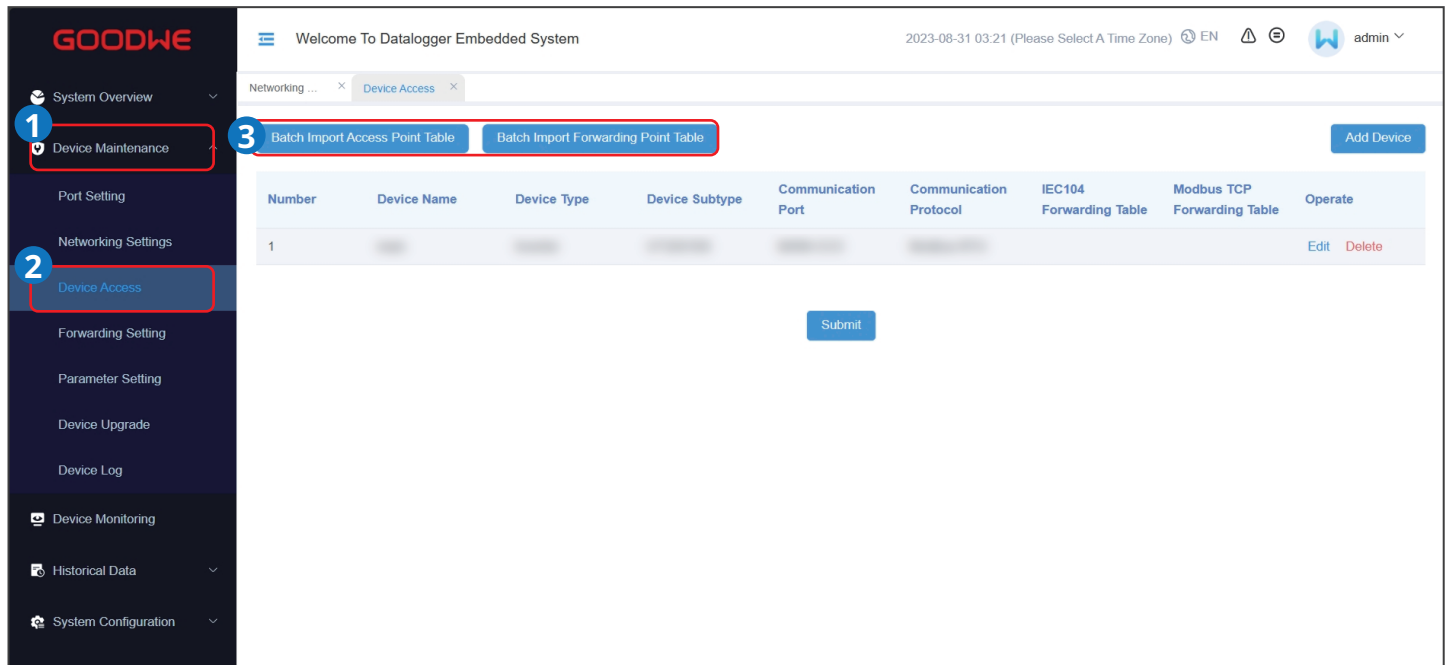 GOODWE
Welcome To Datalogger Embedded System
2023-08-31 03:21 (Please Select A Time Zone) EN
admin
System Overview
1
Device Maintenance
Port Setting
Networking Settings
2
Device Access
Forwarding Setting
Parameter Setting
Device Upgrade
Device Log
Device Monitoring
Historical Data
System Configuration
Networking ... ×
Device Access ×
3
Batch Import Access Point Table
Batch Import Forwarding Point Table
Add Device
Number
Device Name
Device Type
Device Subtype
Communication
Port
Communication
Protocol
IEC104
Forwarding Table
Modbus TCP
Forwarding Table
Operate
1
Edit Delete
Submit